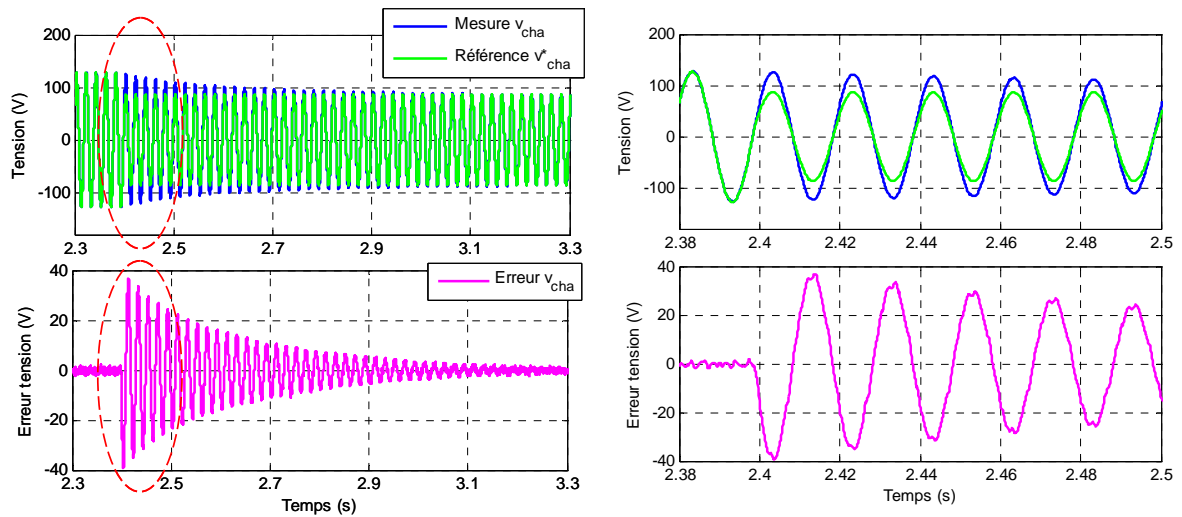 Mesure v_cha
Référence v*_cha
Tension (V)
200
100
0
-100
2.3 2.5 2.7 2.9 3.1 3.3
Erreur v_cha
Erreur tension (V)
40
20
0
-20
-40
2.3 2.5 2.7 2.9 3.1 3.3
Temps (s)
Tension (V)
200
100
0
-100
2.38 2.4 2.42 2.44 2.46 2.48 2.5
Erreur tension (V)
40
20
0
-20
-40
2.38 2.4 2.42 2.44 2.46 2.48 2.5
Temps (s)